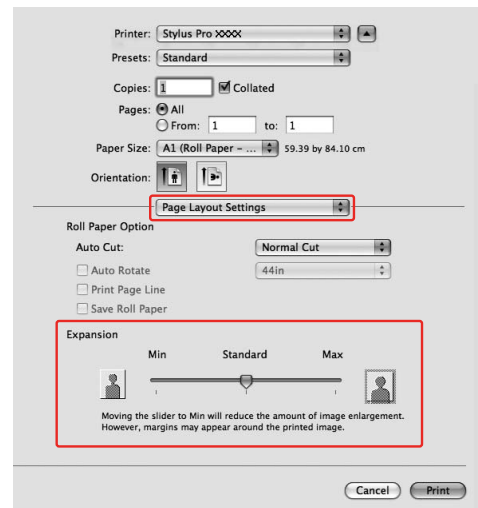 Printer: Stylus Pro XXXX
Presets: Standard
Copies: 1 Collated
Pages: All
From: 1 to: 1
Paper Size: A1 (Roll Paper – ... 59.39 by 84.10 cm
Orientation:
Page Layout Settings
Roll Paper Option
Auto Cut: Normal Cut
Auto Rotate 44in
Print Page Line
Save Roll Paper
Expansion
Min Standard Max
Moving the slider to Min will reduce the amount of image enlargement.
However, margins may appear around the printed image.
Cancel Print